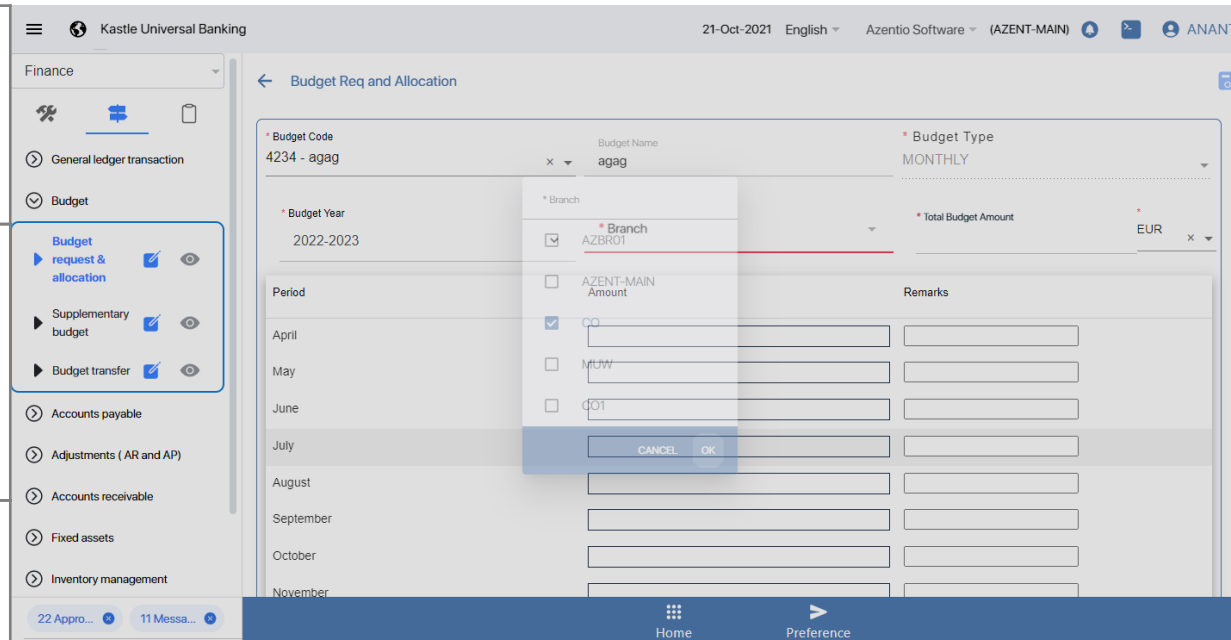 Kastle Universal Banking
21-Oct-2021 English Azentio Software (AZENT-MAIN) ANANT
Finance
General ledger transaction
Budget
Budget
request &
allocation
Supplementary
budget
Budget transfer
Accounts payable
Adjustments ( AR and AP)
Accounts receivable
Fixed assets
Inventory management
22 Appro... 11 Messa...
Budget Req and Allocation
* Budget Code
4234 - agag
Budget Name
agag
* Budget Type
MONTHLY
* Budget Year
2022-2023
* Branch
* Total Budget Amount
*
EUR
* Branch
AZBR01
AZENT-MAIN
CO
MUW
CO1
CANCEL OK
Period Amount Remarks
April
May
June
July
August
September
October
November
Home Preference